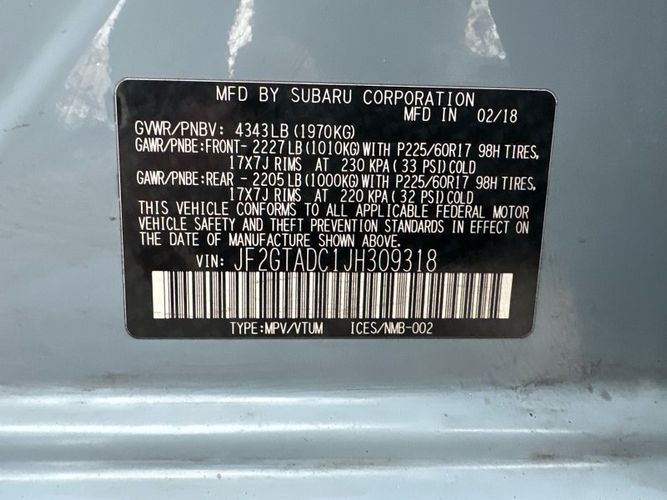 MFD BY SUBARU CORPORATION
MFD IN 02/18
GVWR/PNBV: 4343LB(1970KG)
GAWR/PNBE:FRONT- 2227LB(1010KG)WITH P225/60R17 98H TIRES,
17X7J RIMS AT 230 KPA(33 PSI)COLD
GAWR/PNBE:REAR - 2205LB(1000KG)WITH P225/60R17 98H TIRES,
17X7J RIMS AT 220 KPA(32 PSI)COLD
THIS VEHICLE CONFORMS TO ALL APPLICABLE FEDERAL MOTOR
VEHICLE SAFETY AND THEFT PREVENTION STANDARDS IN EFFECT ON
THE DATE OF MANUFACTURE SHOWN ABOVE.
VIN: JF2GTADC1JH309318
TYPE:MPV/VTUM ICES/NMB-002